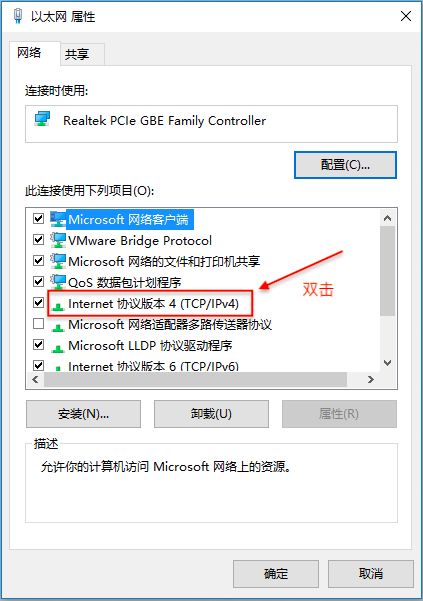 以太网 属性
网络
共享
连接时使用:
Realtek PCIe GBE Family Controller
配置(C)...
此连接使用下列项目(O):
Microsoft 网络客户端
VMware Bridge Protocol
Microsoft 网络的文件和打印机共享
QoS 数据包计划程序
Internet 协议版本 4 (TCP/IPv4)
双击
Microsoft 网络适配器多路传送器协议
Microsoft LLDP 协议驱动程序
Internet 协议版本 6 (TCP/IPv6)
安装(N)...
卸载(U)
属性(R)
描述
允许你的计算机访问 Microsoft 网络上的资源。
确定
取消